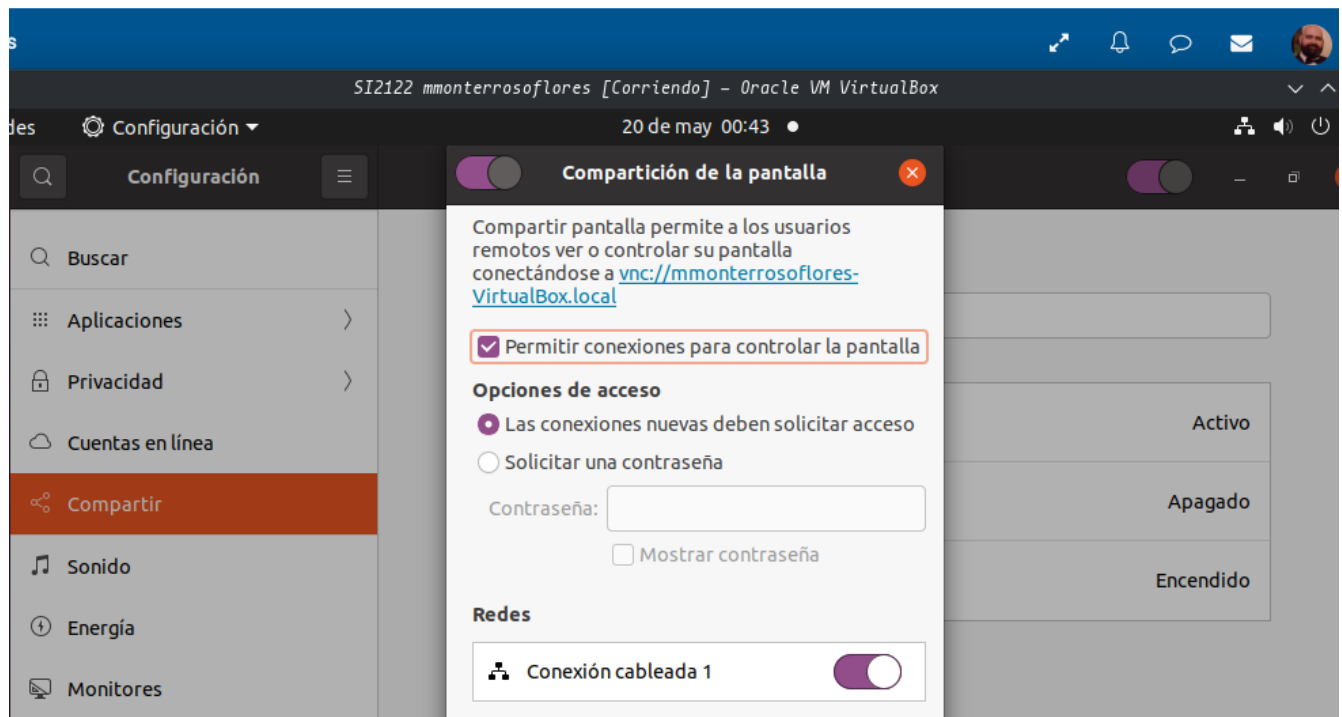 s
SI2122 mmonterrosoflores [Corriendo] – Oracle VM VirtualBox
des
Configuración
20 de may 00:43
Configuración
Compartición de la pantalla
Buscar
Aplicaciones
Privacidad
Cuentas en línea
Compartir
Sonido
Energía
Monitores
Compartir pantalla permite a los usuarios
remotos ver o controlar su pantalla
conectándose a vnc://mmonterrosoflores-
VirtualBox.local
Permitir conexiones para controlar la pantalla
Opciones de acceso
Las conexiones nuevas deben solicitar acceso
Solicitar una contraseña
Contraseña:
Mostrar contraseña
Redes
Conexión cableada 1
Activo
Apagado
Encendido